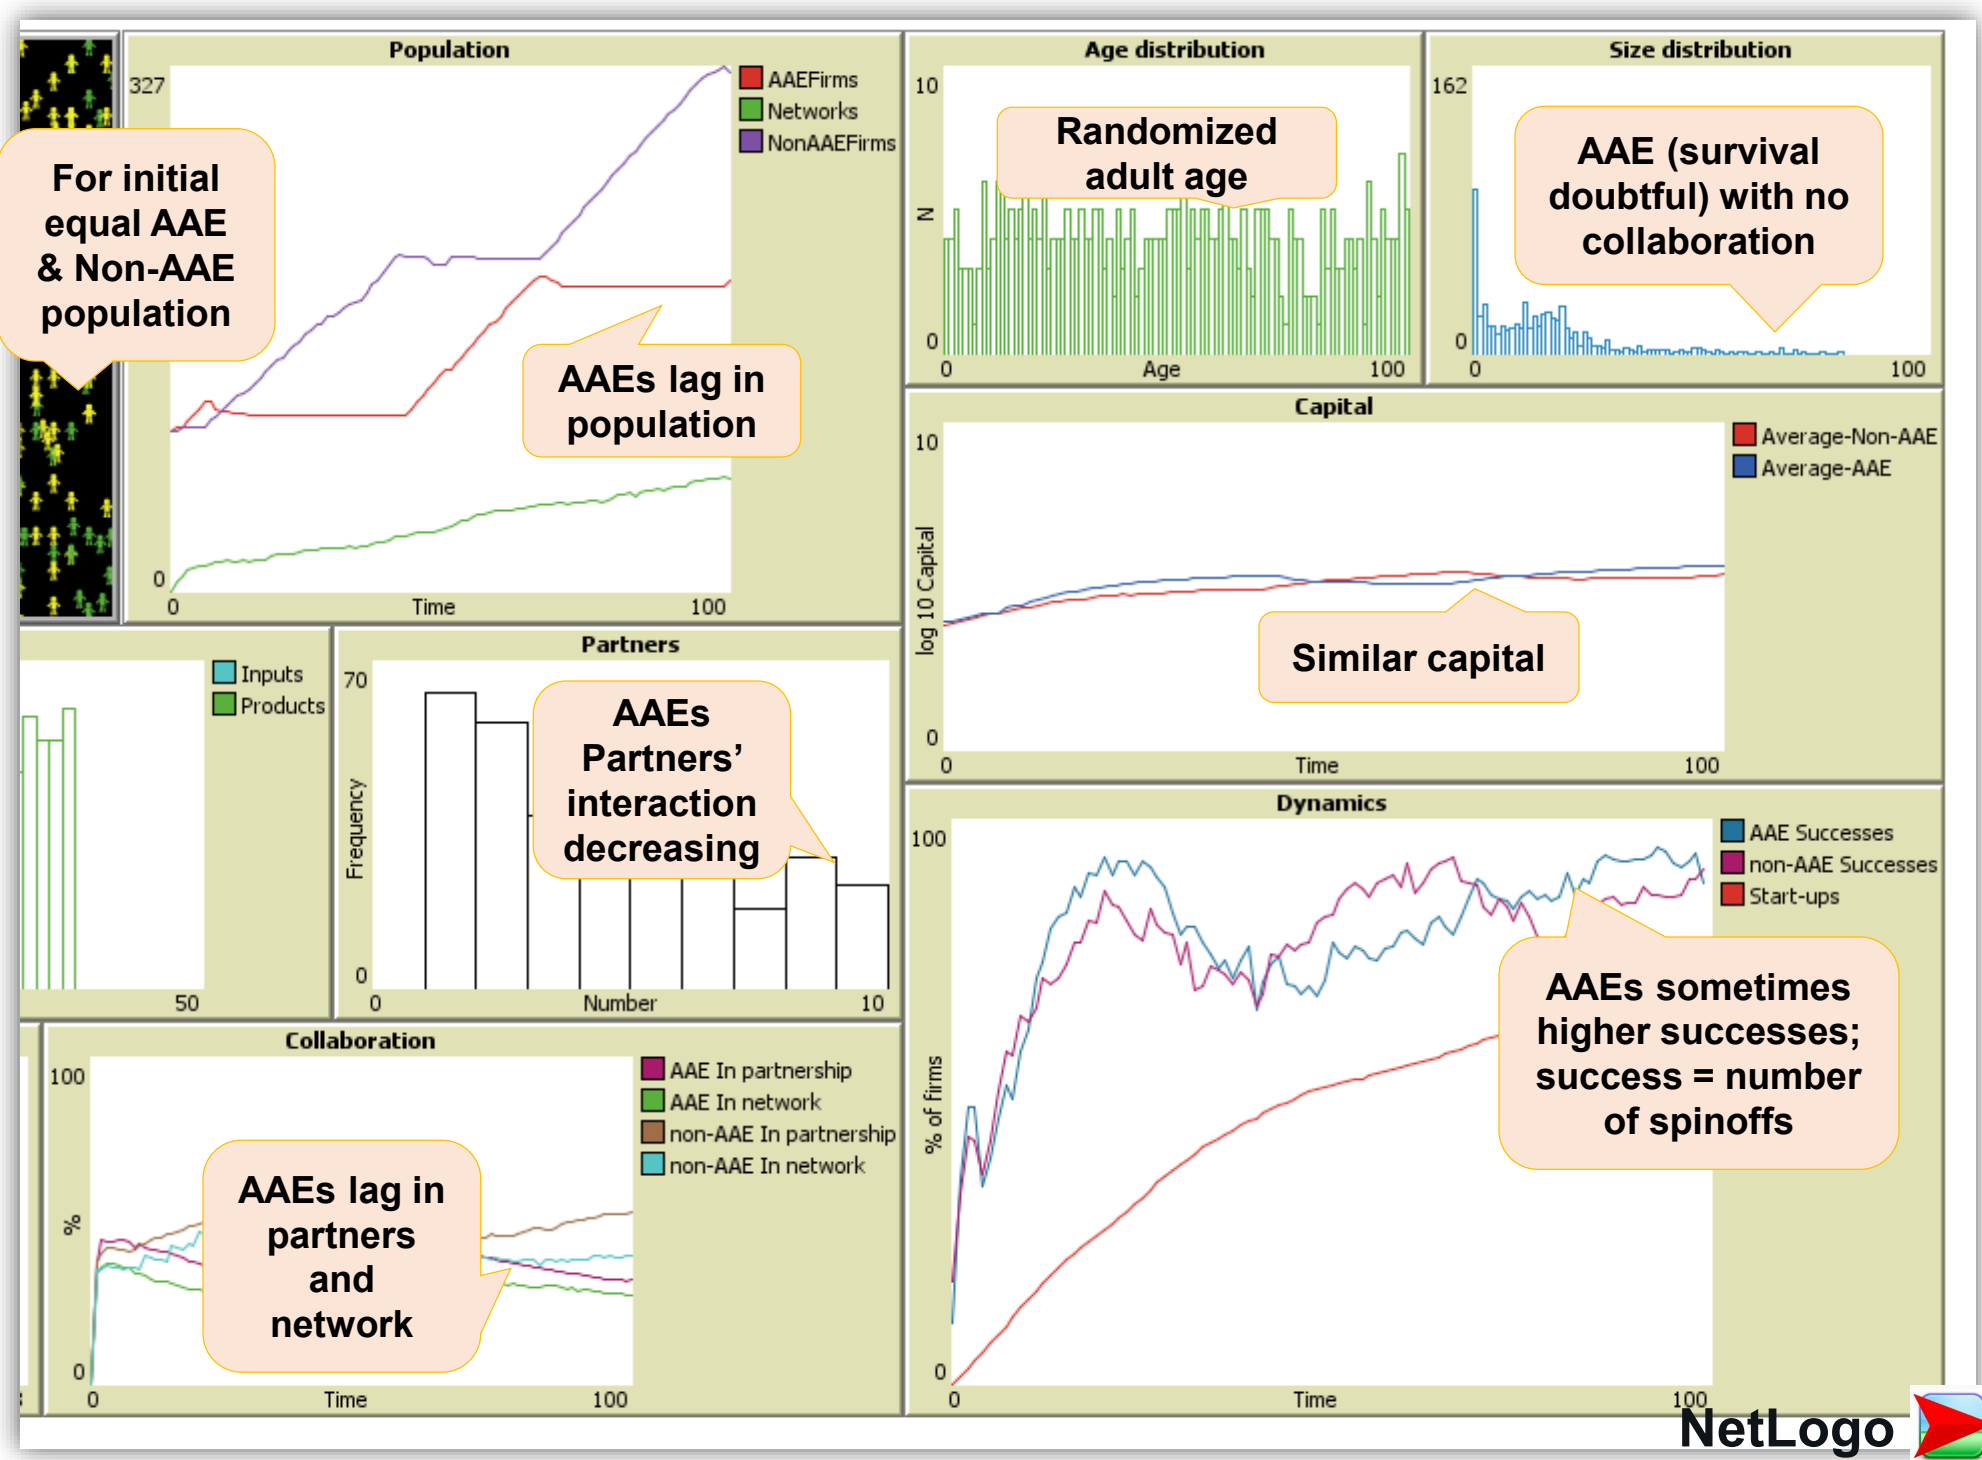 Population
327
0
0
Time
100
AAEFirms
Networks
NonAAEFirms
For initial
equal AAE
& Non-AAE
population
AAEs lag in
population
Age distribution
10
N
0
0
Age
100
Randomized
adult age
Size distribution
162
0
0
100
AAE (survival
doubtful) with no
collaboration
Capital
10
log 10 Capital
0
0
Time
100
Average-Non-AAE
Average-AAE
Similar capital
Inputs
Products
50
Partners
70
Frequency
0
0
Number
10
AAEs
Partners’
interaction
decreasing
Dynamics
100
% of firms
0
0
Time
100
AAE Successes
non-AAE Successes
Start-ups
AAEs sometimes
higher successes;
success = number
of spinoffs
Collaboration
100
%
0
0
Time
100
AAE In partnership
AAE In network
non-AAE In partnership
non-AAE In network
AAEs lag in
partners
and
network
NetLogo